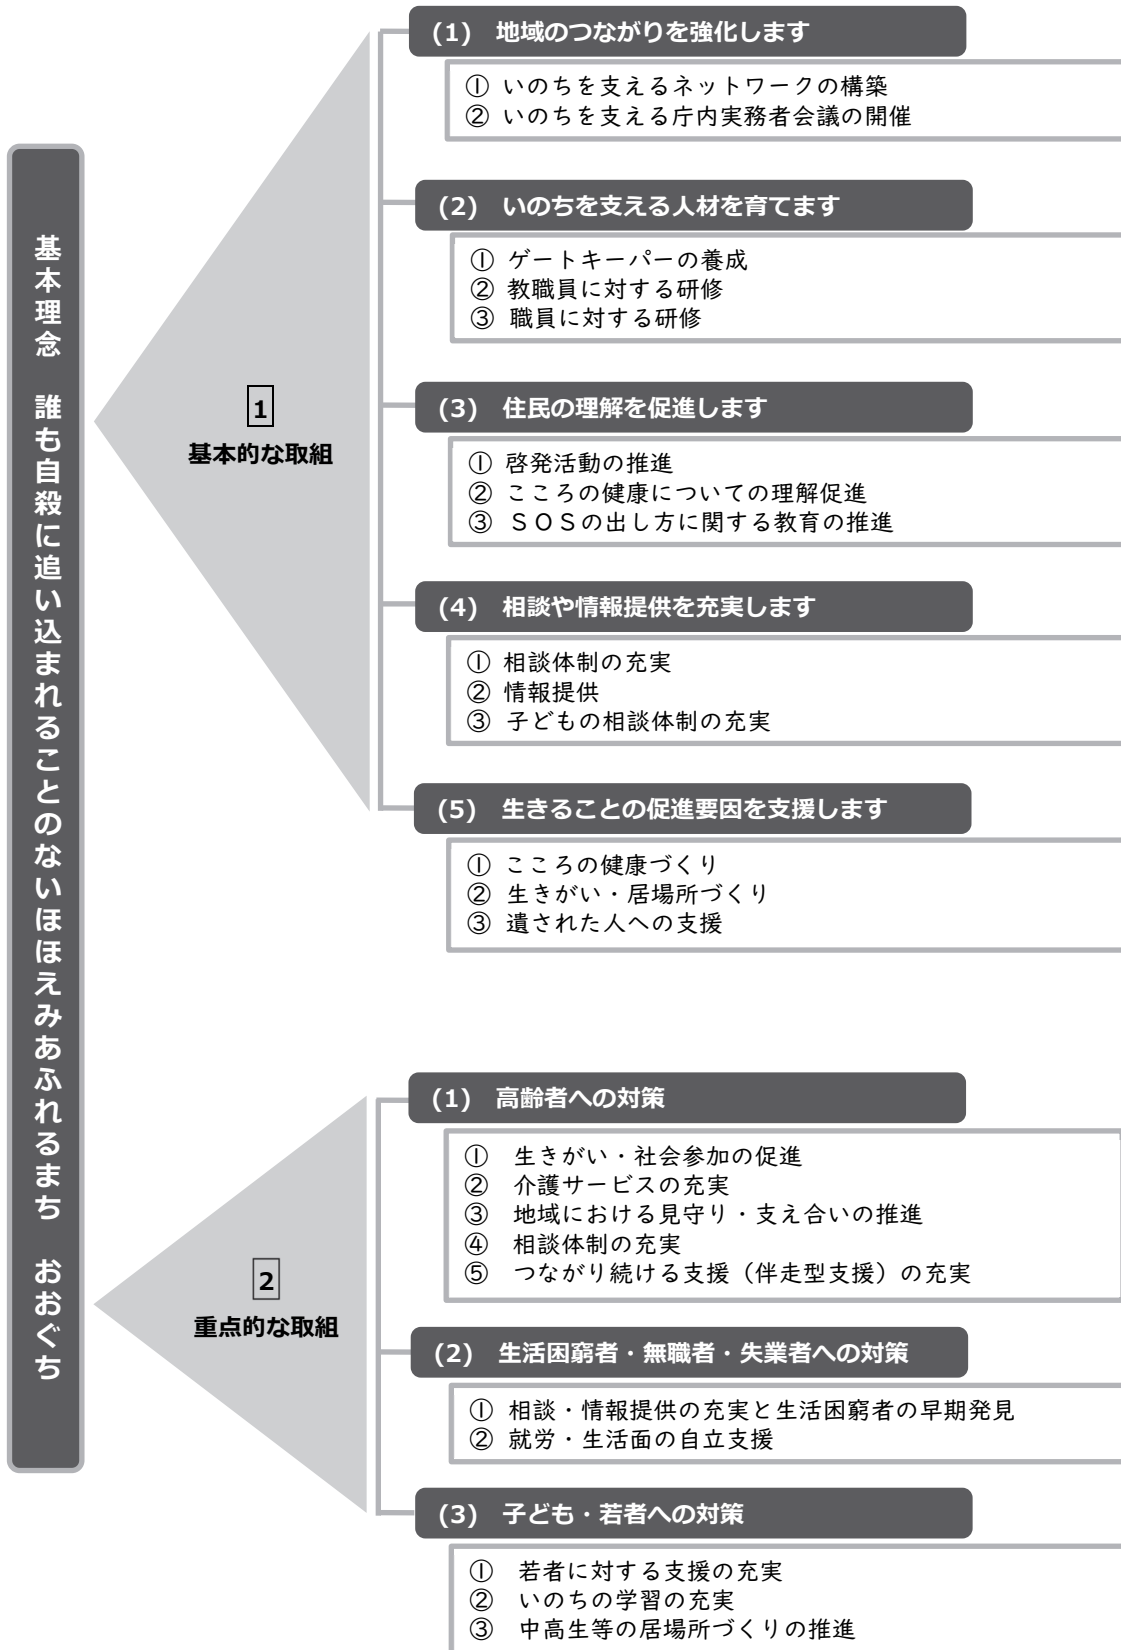 基本理念　誰も自殺に追い込まれることのないほほえみあふれるまち　おおぐち
1
基本的な取組
(1)　地域のつながりを強化します
① いのちを支えるネットワークの構築
② いのちを支える庁内実務者会議の開催
(2)　いのちを支える人材を育てます
① ゲートキーパーの養成
② 教職員に対する研修
③ 職員に対する研修
(3)　住民の理解を促進します
① 啓発活動の推進
② こころの健康についての理解促進
③ ＳＯＳの出し方に関する教育の推進
(4)　相談や情報提供を充実します
① 相談体制の充実
② 情報提供
③ 子どもの相談体制の充実
(5)　生きることの促進要因を支援します
① こころの健康づくり
② 生きがい・居場所づくり
③ 遺された人への支援
2
重点的な取組
(1)　高齢者への対策
①　生きがい・社会参加の促進
②　介護サービスの充実
③　地域における見守り・支え合いの推進
④　相談体制の充実
⑤　つながり続ける支援（伴走型支援）の充実
(2)　生活困窮者・無職者・失業者への対策
① 相談・情報提供の充実と生活困窮者の早期発見
② 就労・生活面の自立支援
(3)　子ども・若者への対策
①　若者に対する支援の充実
②　いのちの学習の充実
③　中高生等の居場所づくりの推進